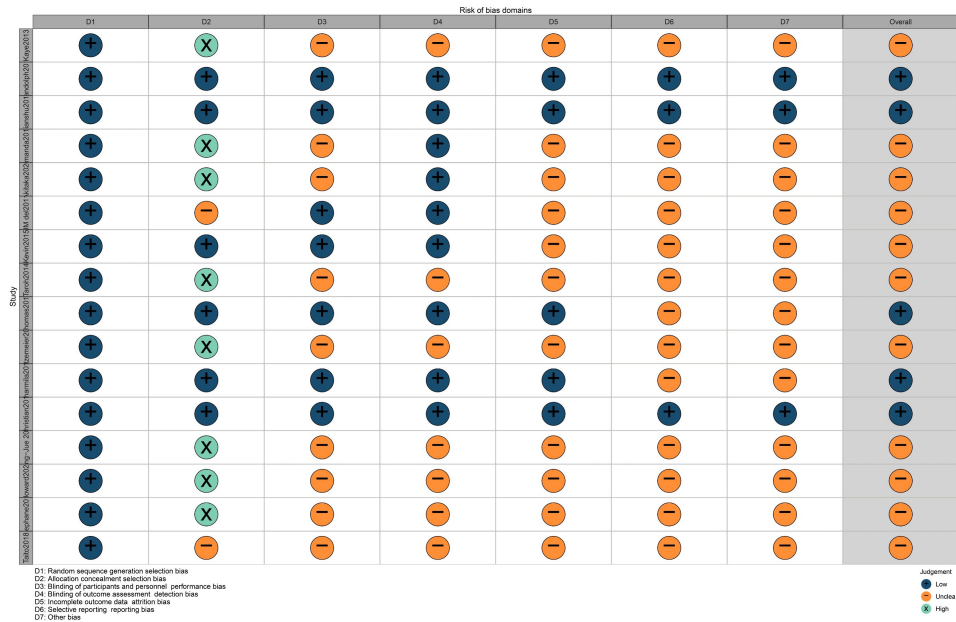 Risk of bias domains
D1 D2 D3 D4 D5 D6 D7 Overall
Study
Kaye2013
+ X − − − − − −
+ + + + + + + +
+ + + + + + + +
+ X − + − − − −
+ X − + − − − −
+ − + + − − − −
Kevin2015
+ + + + − − − −
+ X − − − − − −
+ + + + + − − +
+ X − − − − − −
+ + + + + − − +
+ + + + + + + +
+ X − − − − − −
+ X − − − − − −
+ X − − − − − −
Taito2018
+ − − − − − − −
D1: Random sequence generation selection bias
D2: Allocation concealment selection bias
D3: Blinding of participants and personnel performance bias
D4: Blinding of outcome assessment detection bias
D5: Incomplete outcome data attrition bias
D6: Selective reporting reporting bias
D7: Other bias
Judgement
+ Low
− Unclea
X High